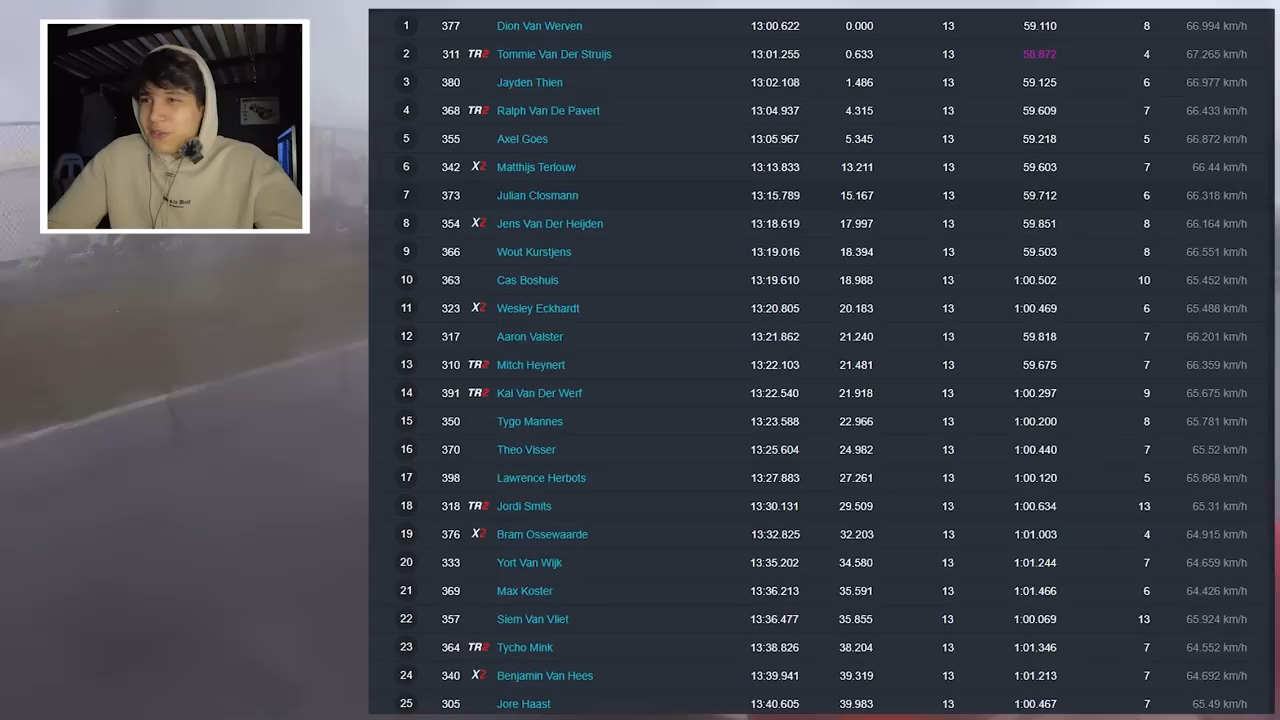 1 377 Dion Van Werven 13:00.622 0.000 13 59.110 8 66.994 km/h
2 311 TR2 Tommie Van Der Struijs 13:01.255 0.633 13 58.872 4 67.265 km/h
3 380 Jayden Thien 13:02.108 1.486 13 59.125 6 66.977 km/h
4 368 TR2 Ralph Van De Pavert 13:04.937 4.315 13 59.609 7 66.433 km/h
5 355 Axel Goes 13:05.967 5.345 13 59.218 5 66.872 km/h
6 342 X2 Matthijs Terlouw 13:13.833 13.211 13 59.603 7 66.44 km/h
7 373 Julian Closmann 13:15.789 15.167 13 59.712 6 66.318 km/h
8 354 X2 Jens Van Der Heijden 13:18.619 17.997 13 59.851 8 66.164 km/h
9 366 Wout Kurstjens 13:19.016 18.394 13 59.503 8 66.551 km/h
10 363 Cas Boshuis 13:19.610 18.988 13 1:00.502 10 65.452 km/h
11 323 X2 Wesley Eckhardt 13:20.805 20.183 13 1:00.469 6 65.488 km/h
12 317 Aaron Valster 13:21.862 21.240 13 59.818 7 66.201 km/h
13 310 TR2 Mitch Heynert 13:22.103 21.481 13 59.675 7 66.359 km/h
14 391 TR2 Kai Van Der Werf 13:22.540 21.918 13 1:00.297 9 65.675 km/h
15 350 Tygo Mannes 13:23.588 22.966 13 1:00.200 8 65.781 km/h
16 370 Theo Visser 13:25.604 24.982 13 1:00.440 7 65.52 km/h
17 398 Lawrence Herbots 13:27.883 27.261 13 1:00.120 5 65.868 km/h
18 318 TR2 Jordi Smits 13:30.131 29.509 13 1:00.634 13 65.31 km/h
19 376 X2 Bram Ossewaarde 13:32.825 32.203 13 1:01.003 4 64.915 km/h
20 333 Yort Van Wijk 13:35.202 34.580 13 1:01.244 7 64.659 km/h
21 369 Max Koster 13:36.213 35.591 13 1:01.466 6 64.426 km/h
22 357 Siem Van Vliet 13:36.477 35.855 13 1:00.069 13 65.924 km/h
23 364 TR2 Tycho Mink 13:38.826 38.204 13 1:01.346 7 64.552 km/h
24 340 X2 Benjamin Van Hees 13:39.941 39.319 13 1:01.213 7 64.692 km/h
25 305 Jore Haast 13:40.605 39.983 13 1:00.467 7 65.49 km/h